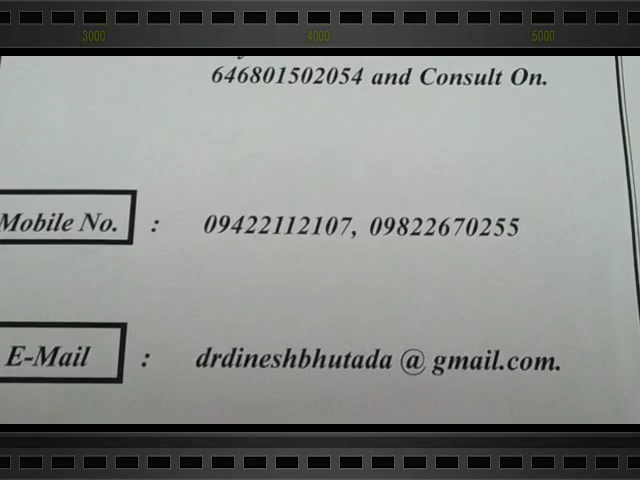 3000 4000 5000
646801502054 and Consult On.
Mobile No. : 09422112107, 09822670255
E-Mail : drdineshbhutada @ gmail.com.